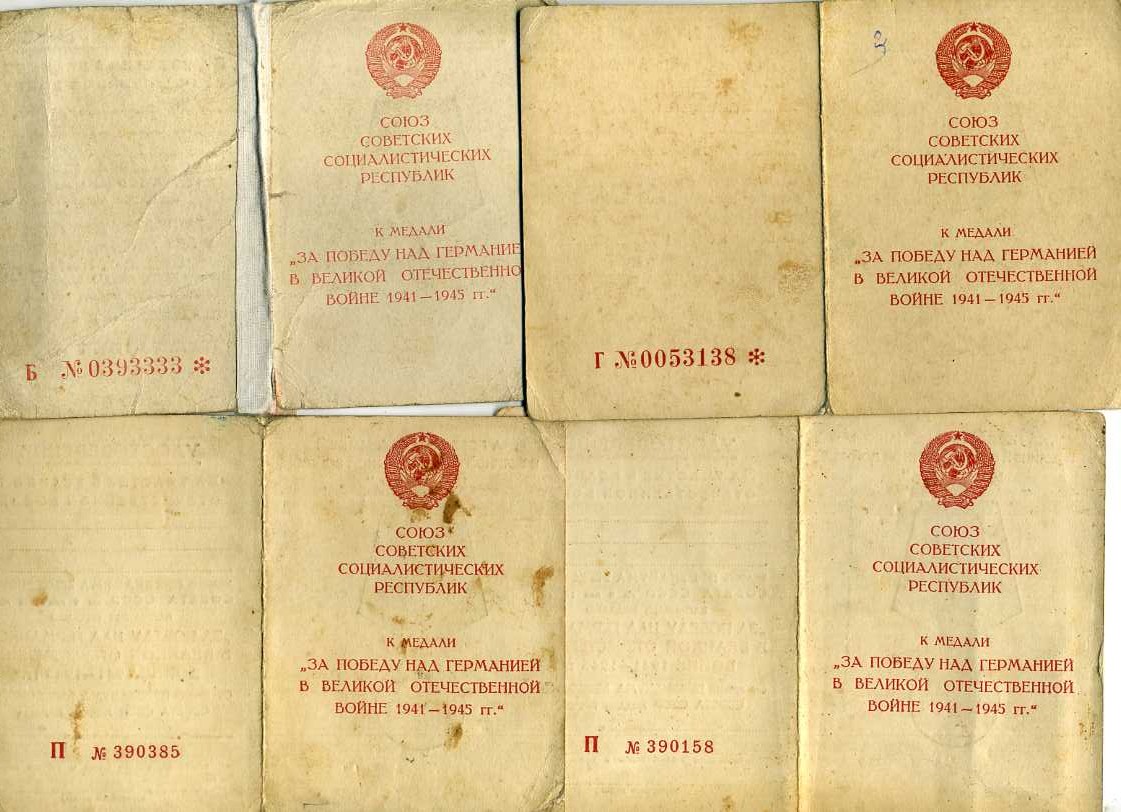 СОЮЗ
СОВЕТСКИХ
СОЦИАЛИСТИЧЕСКИХ
РЕСПУБЛИК
К МЕДАЛИ
„ЗА ПОБЕДУ НАД ГЕРМАНИЕ
В ВЕЛИКОЙ ОТЕЧЕСТВЕННО
ВОЙНЕ 1941—1945 гг.“
Б № 0393333 *
СОЮЗ
СОВЕТСКИХ
СОЦИАЛИСТИЧЕСКИХ
РЕСПУБЛИК
К МЕДАЛИ
„ЗА ПОБЕДУ НАД ГЕРМАНИЕЙ
В ВЕЛИКОЙ ОТЕЧЕСТВЕННОЙ
ВОЙНЕ 1941—1945 гг.“
Г №0053138 *
СОЮЗ
СОВЕТСКИХ
СОЦИАЛИСТИЧЕСКИХ
РЕСПУБЛИК
К МЕДАЛИ
„ЗА ПОБЕДУ НАД ГЕРМАНИЕЙ
В ВЕЛИКОЙ ОТЕЧЕСТВЕННОЙ
ВОЙНЕ 1941—1945 гг.“
П № 390385
СОЮЗ
СОВЕТСКИХ
СОЦИАЛИСТИЧЕСКИХ
РЕСПУБЛИК
К МЕДАЛИ
„ЗА ПОБЕДУ НАД ГЕРМАНИЕЙ
В ВЕЛИКОЙ ОТЕЧЕСТВЕННОЙ
ВОЙНЕ 1941—1945 гг.“
П № 390158